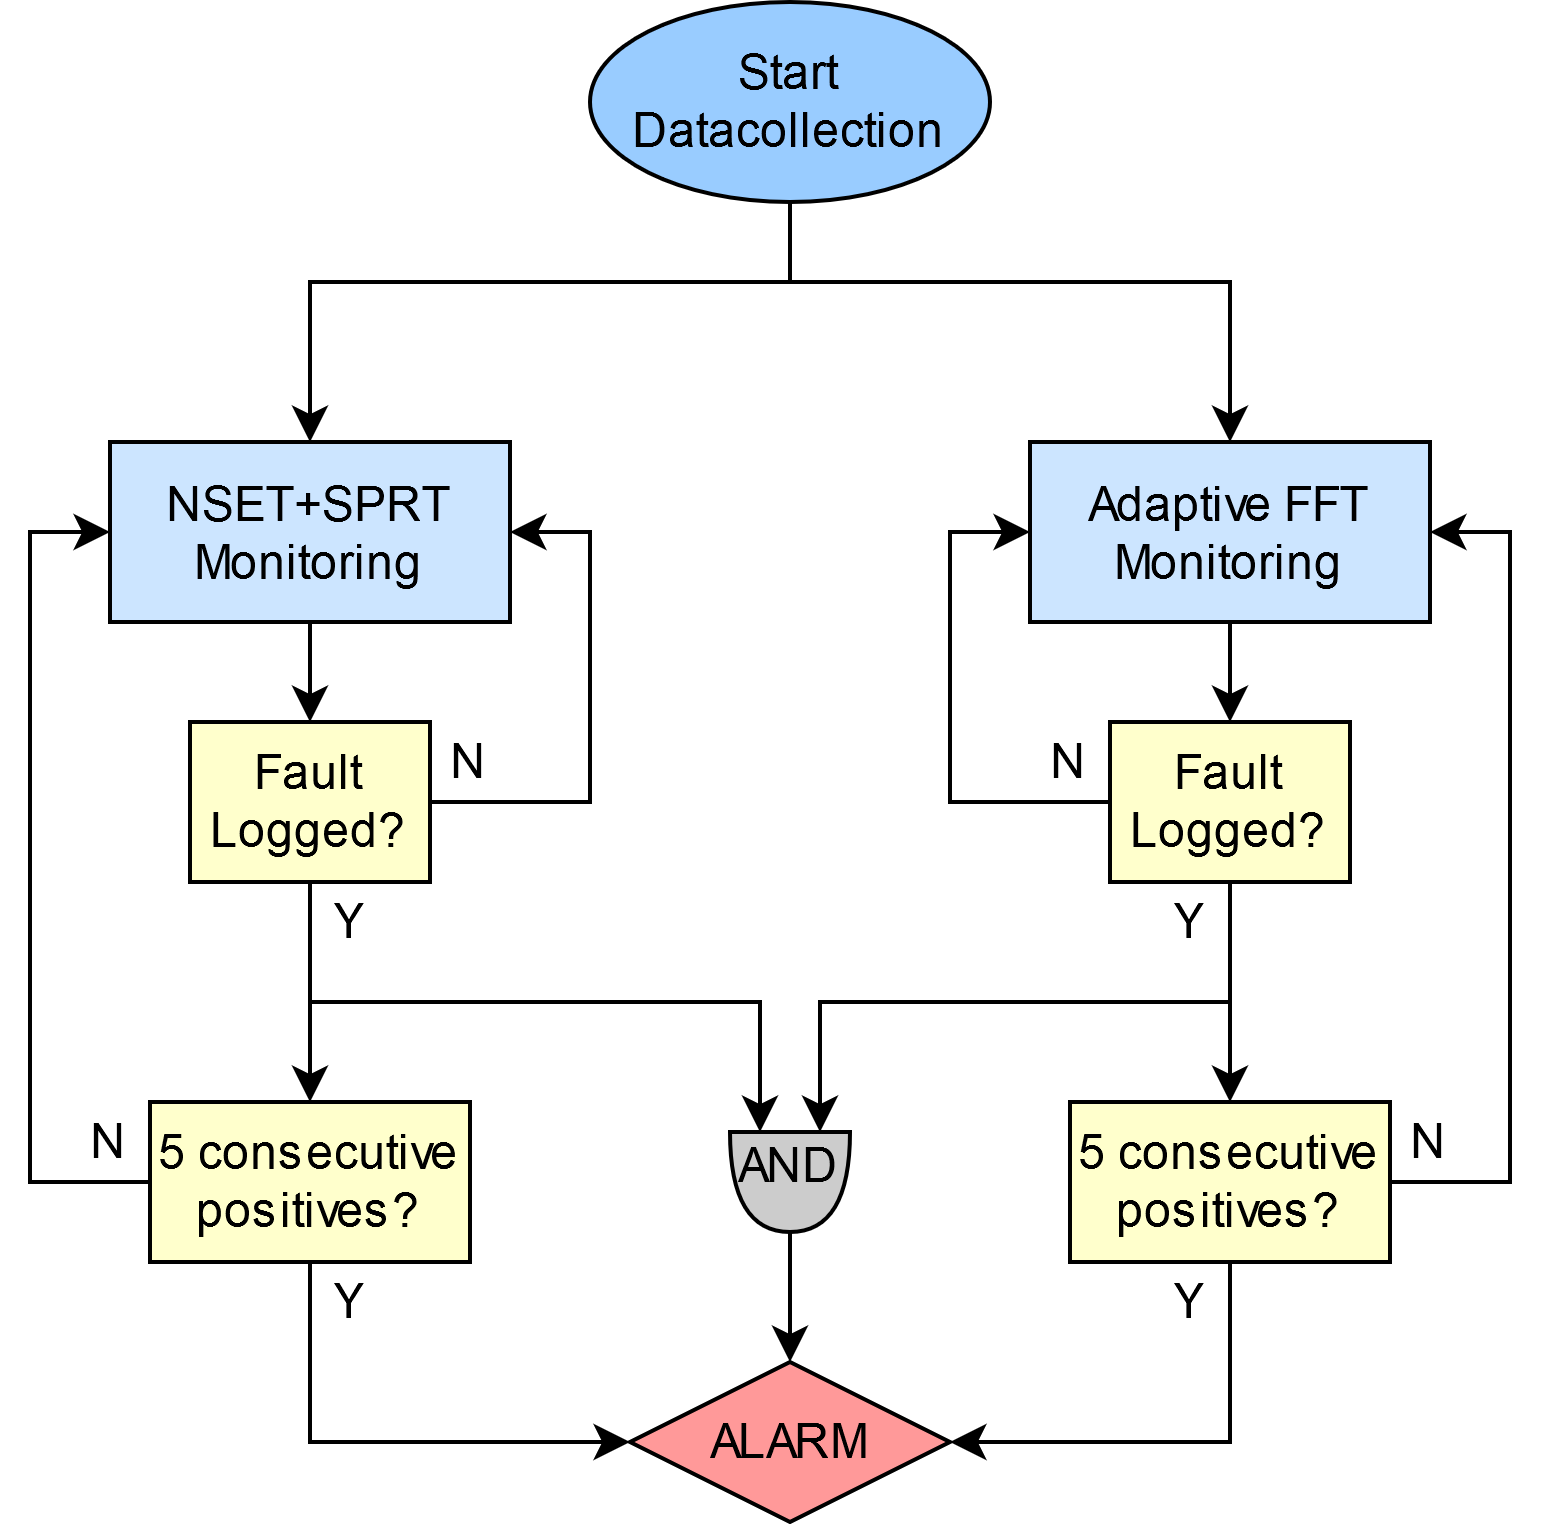 Start
Datacollection
NSET+SPRT
Monitoring
Adaptive FFT
Monitoring
Fault
Logged?
N
N
Fault
Logged?
Y
Y
5 consecutive
positives?
N
AND
5 consecutive
positives?
N
Y
Y
ALARM